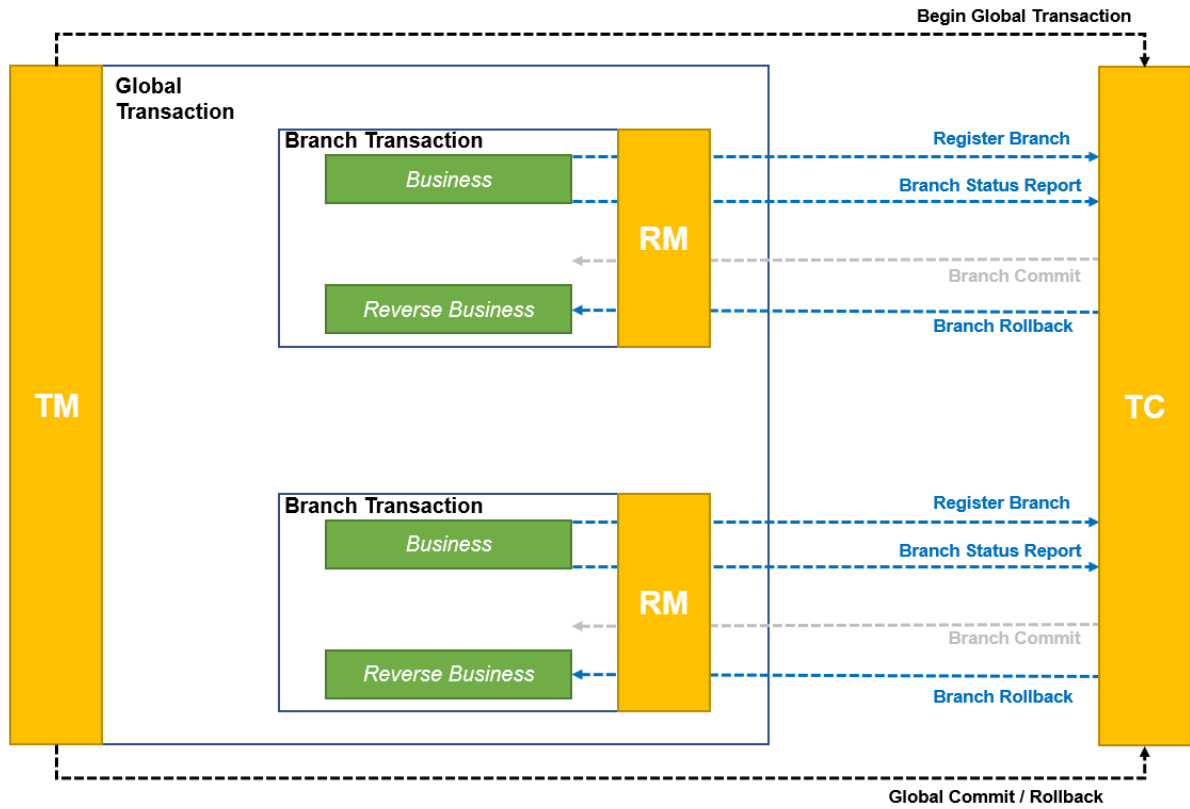 Begin Global Transaction
Global
Transaction
Branch Transaction
Business
Register Branch
Branch Status Report
RM
Branch Commit
Reverse Business
Branch Rollback
TM
TC
Branch Transaction
Business
Register Branch
Branch Status Report
RM
Branch Commit
Reverse Business
Branch Rollback
Global Commit / Rollback